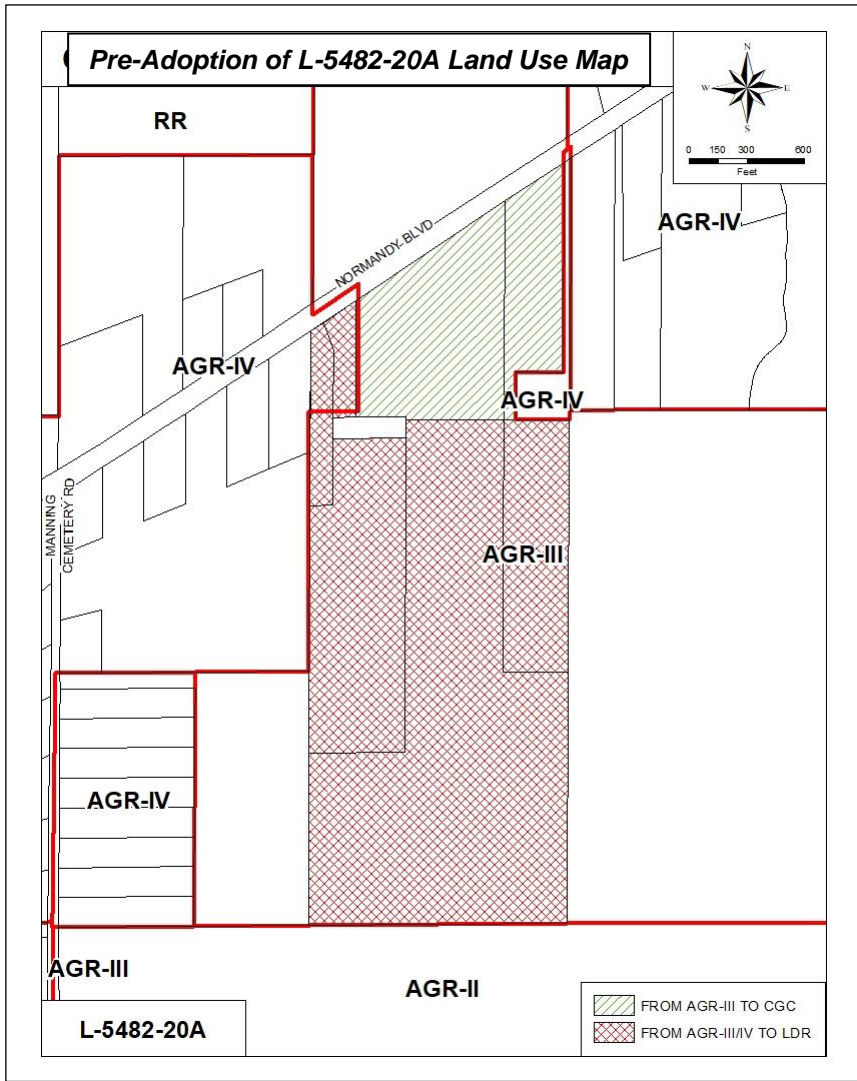 Pre-Adoption of L-5482-20A Land Use Map
N
W E
S
0 150 300 600
Feet
RR
AGR-IV
NORMANDY BLVD
AGR-IV
AGR-IV
MANNING
CEMETERY RD
AGR-III
AGR-IV
AGR-III
AGR-II
L-5482-20A
FROM AGR-III TO CGC
FROM AGR-III/IV TO LDR